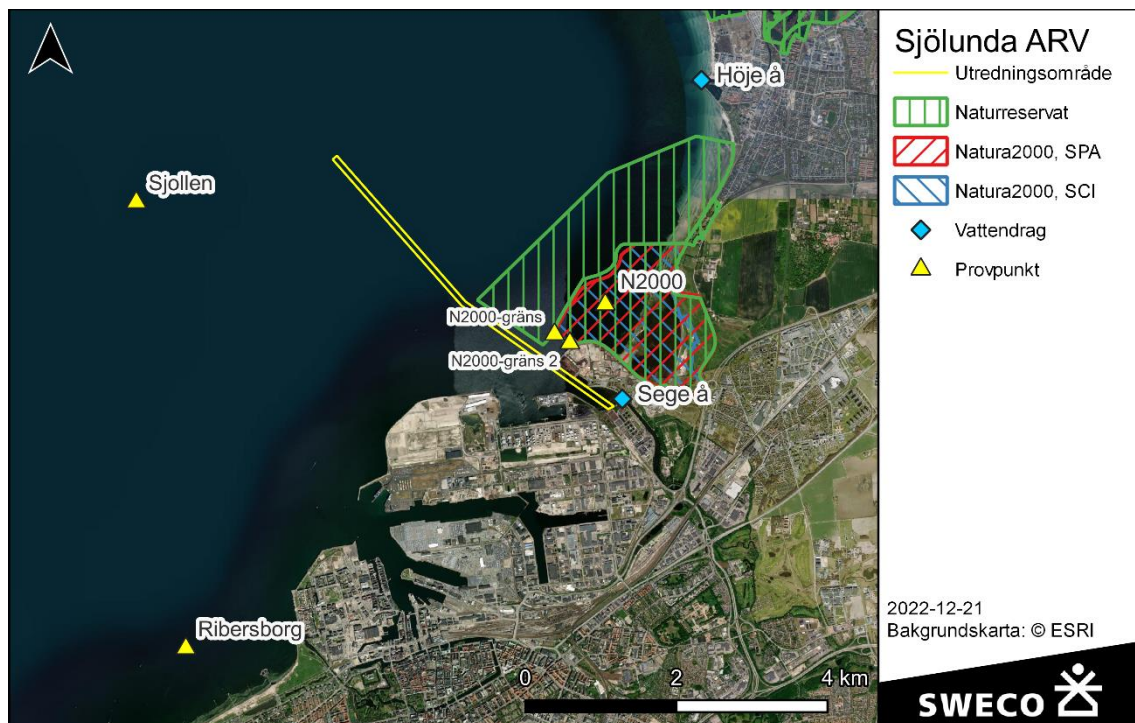 Höje å
Sjollen
N2000
N2000-gräns
N2000-gräns 2
Sege å
Ribersborg
0 2 4 km
Sjölunda ARV
Utredningsområde
Naturreservat
Natura2000, SPA
Natura2000, SCI
Vattendrag
Provpunkt
2022-12-21
Bakgrundskarta: © ESRI
SWECO